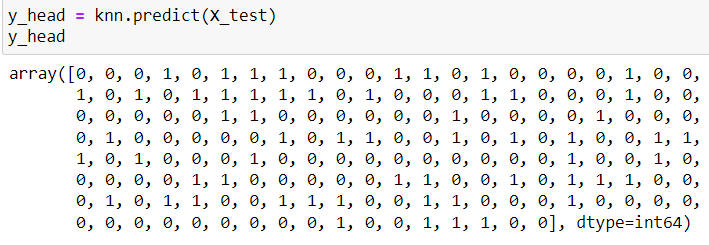 y_head = knn.predict(X_test)
y_head
array([0, 0, 0, 1, 0, 1, 1, 1, 0, 0, 0, 1, 1, 0, 1, 0, 0, 0, 0, 1, 0, 0,
1, 0, 1, 0, 1, 1, 1, 1, 1, 0, 1, 0, 0, 0, 1, 1, 0, 0, 0, 1, 0, 0,
0, 0, 0, 0, 0, 1, 1, 0, 0, 0, 0, 0, 0, 1, 0, 0, 0, 0, 1, 0, 0, 0,
0, 1, 0, 0, 0, 0, 0, 1, 0, 1, 1, 0, 0, 1, 0, 1, 0, 1, 0, 0, 1, 1,
1, 0, 1, 0, 0, 0, 1, 0, 0, 0, 0, 0, 0, 0, 0, 0, 0, 1, 0, 0, 1, 0,
0, 0, 0, 0, 1, 1, 0, 0, 0, 0, 0, 1, 1, 0, 0, 1, 0, 1, 1, 1, 0, 0,
0, 1, 0, 1, 1, 0, 0, 1, 1, 1, 0, 0, 1, 1, 0, 0, 0, 1, 0, 0, 0, 0,
0, 0, 0, 0, 0, 0, 0, 0, 0, 1, 0, 0, 1, 1, 1, 0, 0], dtype=int64)